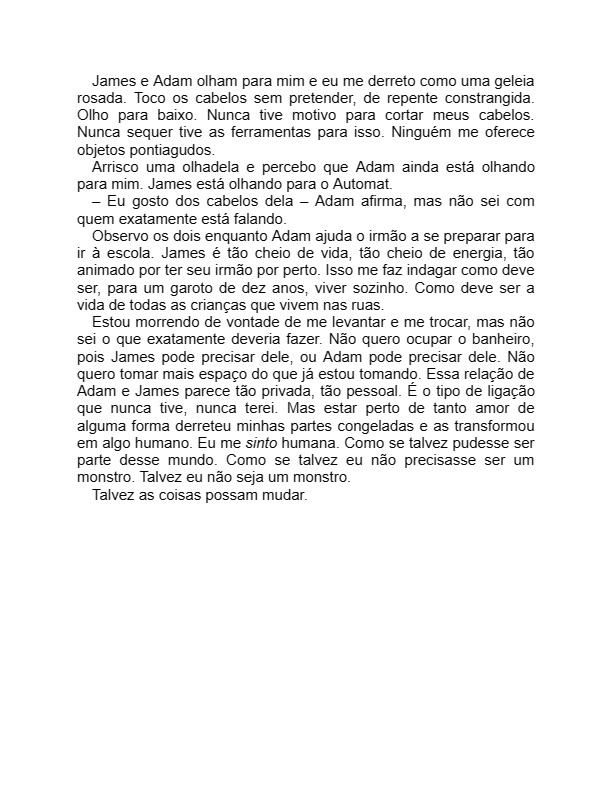 James e Adam olham para mim e eu me derreto como uma geleia
rosada. Toco os cabelos sem pretender, de repente constrangida.
Olho para baixo. Nunca tive motivo para cortar meus cabelos.
Nunca sequer tive as ferramentas para isso. Ninguém me oferece
objetos pontiagudos.
Arrisco uma olhadela e percebo que Adam ainda está olhando
para mim. James está olhando para o Automat.
– Eu gosto dos cabelos dela – Adam afirma, mas não sei com
quem exatamente está falando.
Observo os dois enquanto Adam ajuda o irmão a se preparar para
ir à escola. James é tão cheio de vida, tão cheio de energia, tão
animado por ter seu irmão por perto. Isso me faz indagar como deve
ser, para um garoto de dez anos, viver sozinho. Como deve ser a
vida de todas as crianças que vivem nas ruas.
Estou morrendo de vontade de me levantar e me trocar, mas não
sei o que exatamente deveria fazer. Não quero ocupar o banheiro,
pois James pode precisar dele, ou Adam pode precisar dele. Não
quero tomar mais espaço do que já estou tomando. Essa relação de
Adam e James parece tão privada, tão pessoal. É o tipo de ligação
que nunca tive, nunca terei. Mas estar perto de tanto amor de
alguma forma derreteu minhas partes congeladas e as transformou
em algo humano. Eu me sinto humana. Como se talvez pudesse ser
parte desse mundo. Como se talvez eu não precisasse ser um
monstro. Talvez eu não seja um monstro.
Talvez as coisas possam mudar.